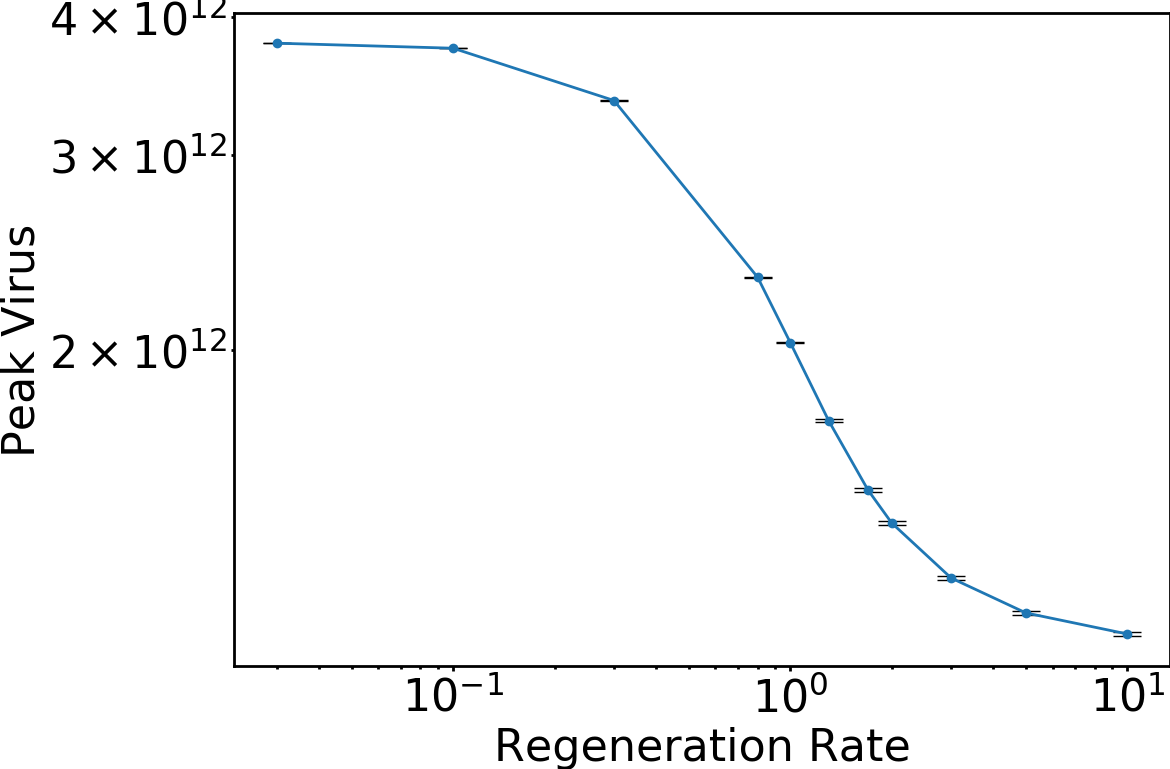 4 × 10¹²
3 × 10¹²
2 × 10¹²
Peak Virus
10⁻¹ 10⁰ 10¹
Regeneration Rate